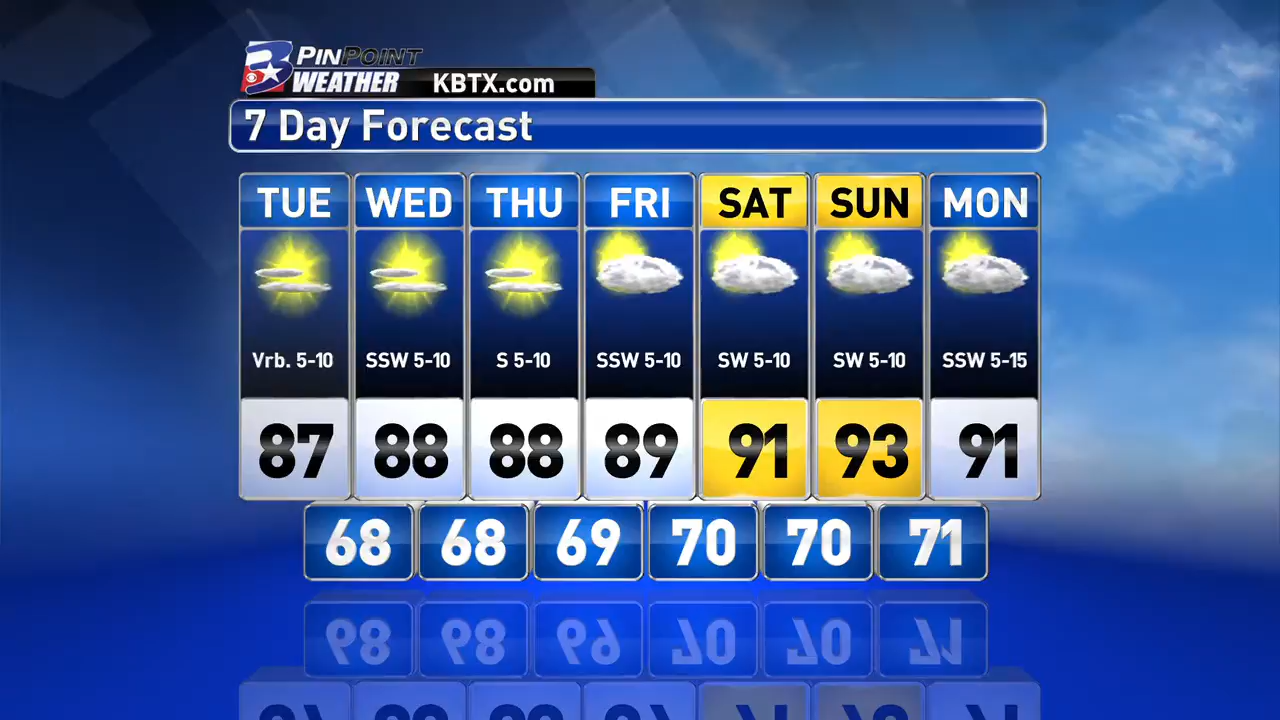 PINPOINT
WEATHER KBTX.com
7 Day Forecast
TUE WED THU FRI SAT SUN MON
Vrb. 5-10 SSW 5-10 S 5-10 SSW 5-10 SW 5-10 SW 5-10 SSW 5-15
87 88 88 89 91 93 91
68 68 69 70 70 71